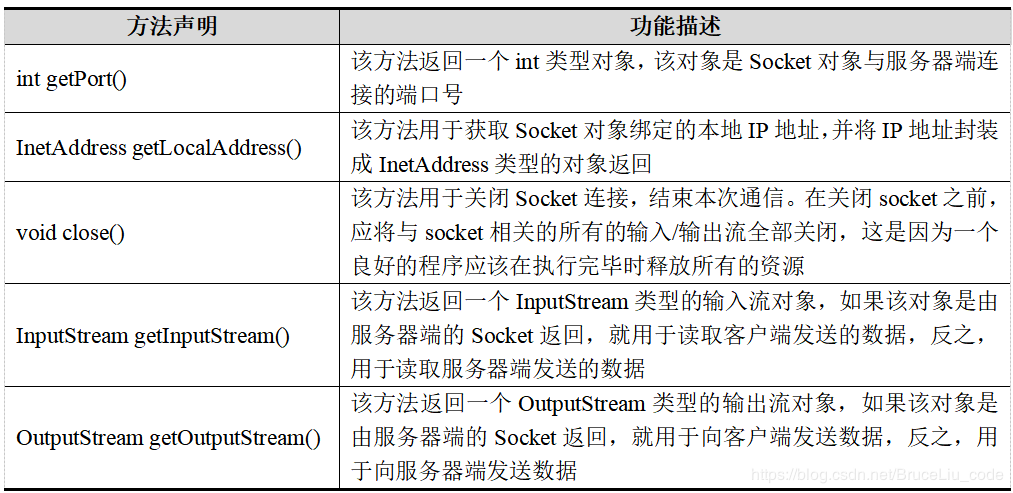 方法声明 功能描述
int getPort() 该方法返回一个 int 类型对象，该对象是 Socket 对象与服务器端连
接的端口号
InetAddress getLocalAddress() 该方法用于获取 Socket 对象绑定的本地 IP 地址，并将 IP 地址封装
成 InetAddress 类型的对象返回
void close() 该方法用于关闭 Socket 连接，结束本次通信。在关闭 socket 之前，
应将与 socket 相关的所有的输入/输出流全部关闭，这是因为一个
良好的程序应该在执行完毕时释放所有的资源
InputStream getInputStream() 该方法返回一个 InputStream 类型的输入流对象，如果该对象是由
服务器端的 Socket 返回，就用于读取客户端发送的数据，反之，
用于读取服务器端发送的数据
OutputStream getOutputStream() 该方法返回一个 OutputStream 类型的输出流对象，如果该对象是
由服务器端的 Socket 返回，就用于向客户端发送数据，反之，用
于向服务器端发送数据
https://blog.csdn.net/BruceLiu_code